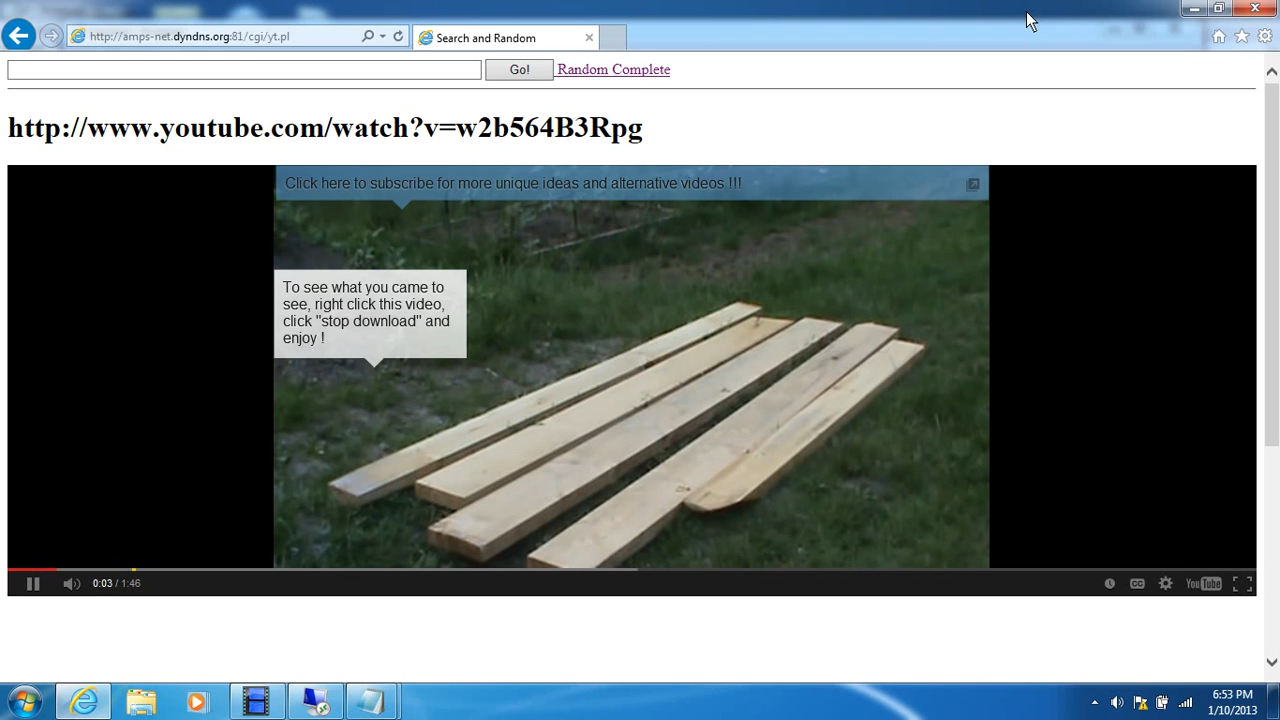 http://amps-net.dyndns.org:81/cgi/yt.pl
Search and Random
Go!
Random Complete
http://www.youtube.com/watch?v=w2b564B3Rpg
Click here to subscribe for more unique ideas and alternative videos !!!
To see what you came to
see, right click this video,
click "stop download" and
enjoy !
0:03 / 1:46
CC
YouTube
6:53 PM
1/10/2013